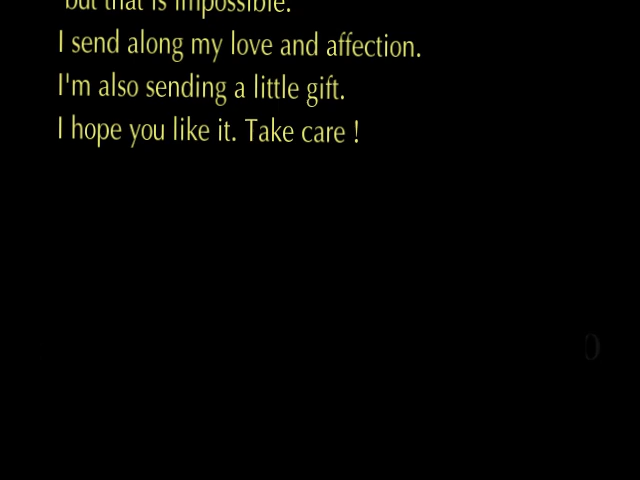 but that is impossible.
I send along my love and affection.
I'm also sending a little gift.
I hope you like it. Take care !